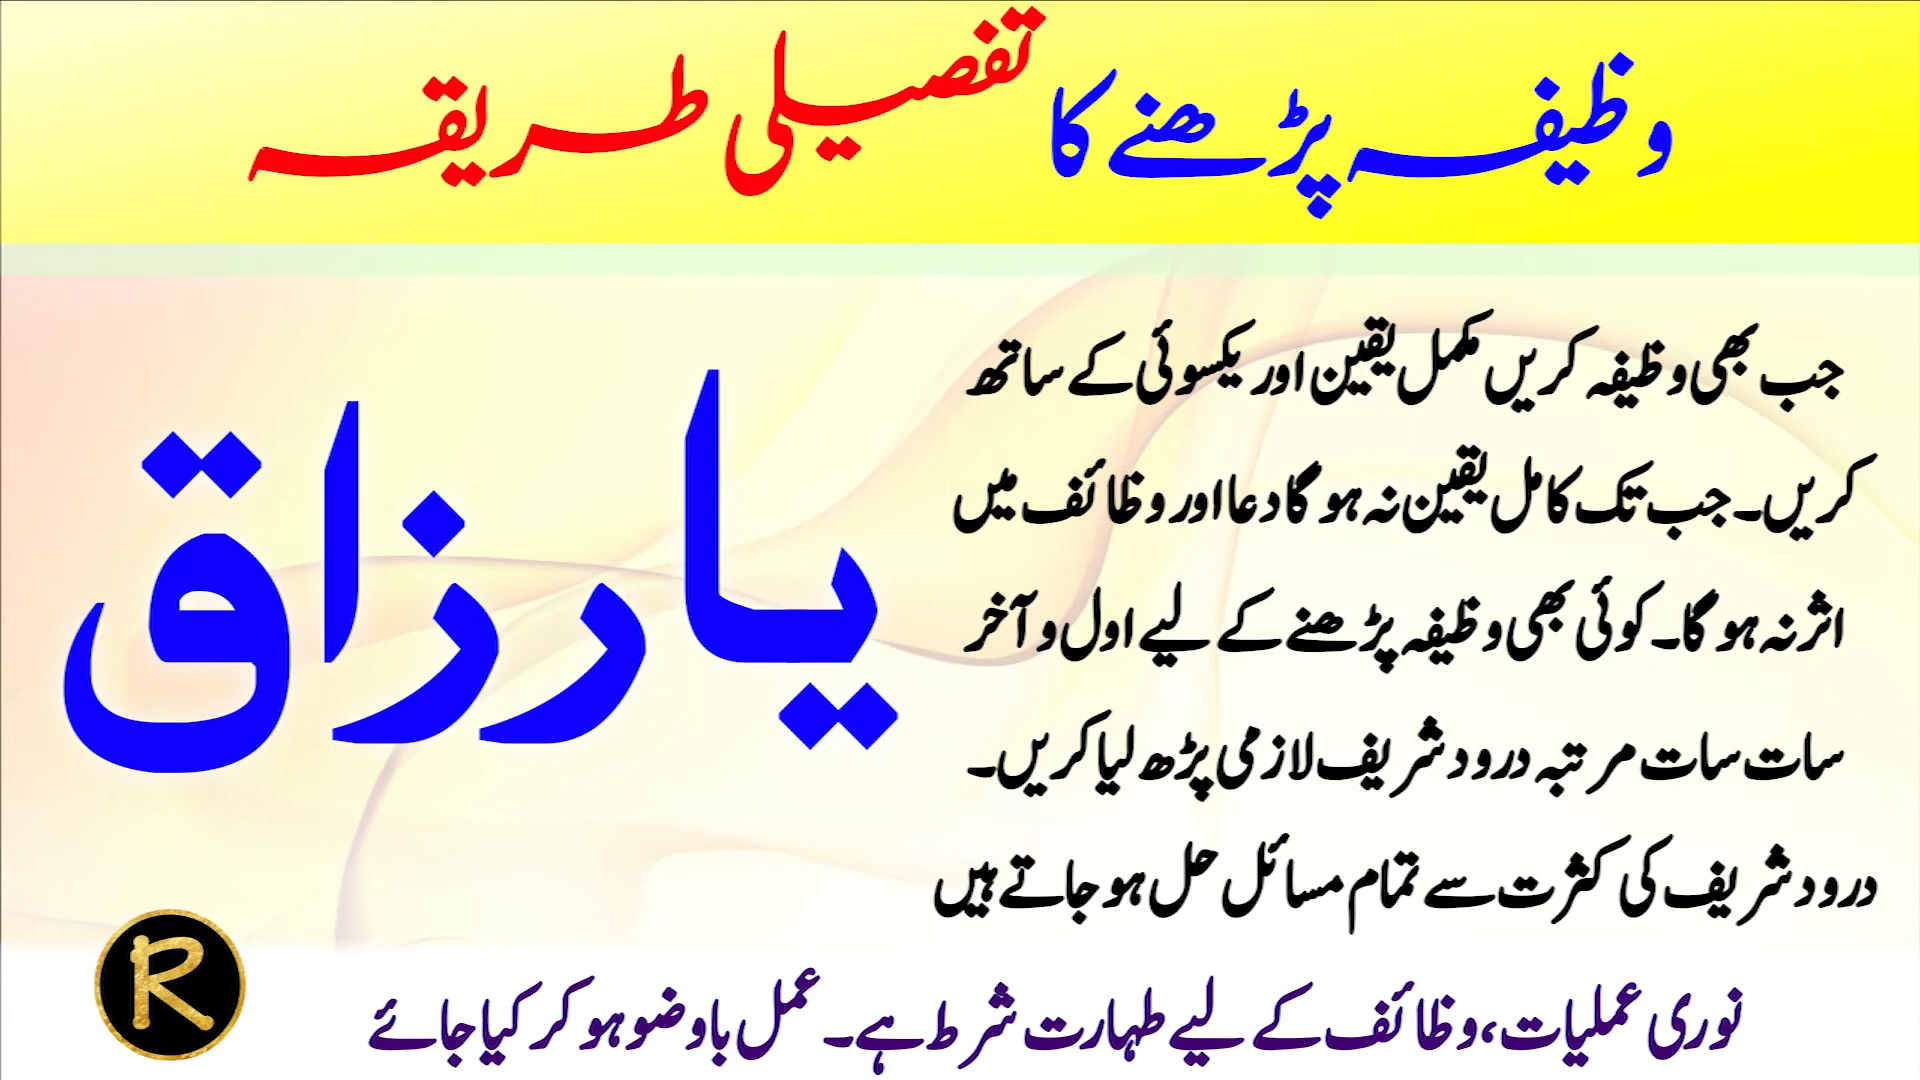 وظیفہ پڑھنے کا تفصیلی طریقہ
جب بھی وظیفہ کریں مکمل یقین اور یکسوئی کے ساتھ
کریں۔ جب تک کامل یقین نہ ہو گا دعا اور وظائف میں
اثر نہ ہو گا۔ کوئی بھی وظیفہ پڑھنے کے لیے اول و آخر
سات سات مرتبہ درود شریف لازمی پڑھ لیا کریں۔
درود شریف کی کثرت سے تمام مسائل حل ہو جاتے ہیں
یا رزاق
نوری عملیات، وظائف کے لیے طہارت شرط ہے۔ عمل باوضو ہو کر کیا جائے
R